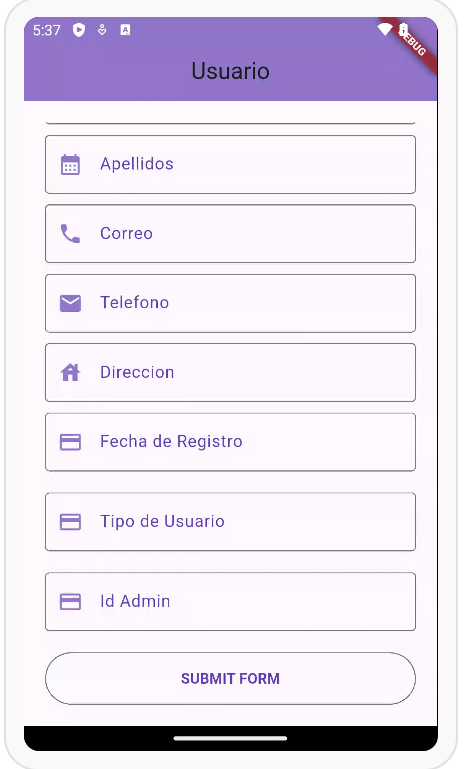 5:37
DEBUG
Usuario
Apellidos
Correo
Telefono
Direccion
Fecha de Registro
Tipo de Usuario
Id Admin
SUBMIT FORM